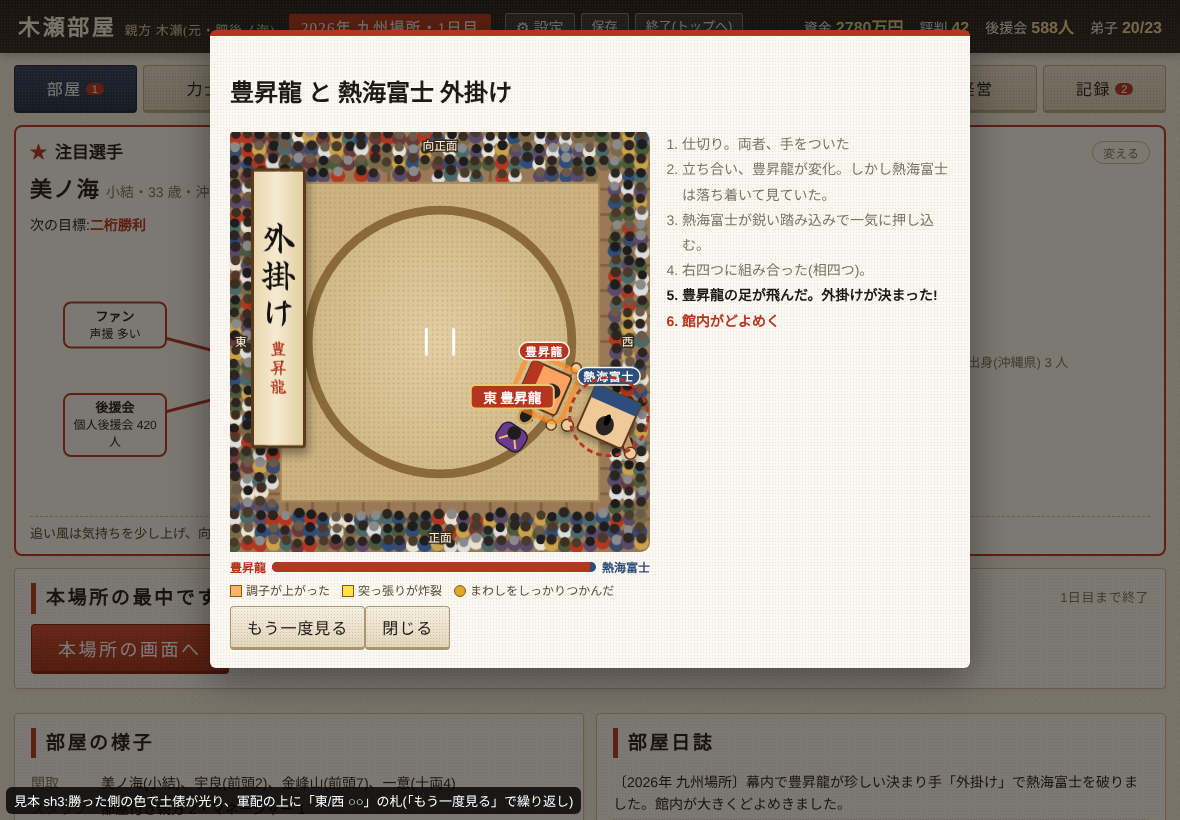 木瀬部屋 親方 木瀬(元・肥後ノ海) 2026年 九州場所・1日目 ⚙ 設定 保存 終了(トップへ) 資金 2780万円 評判 42 後援会 588人 弟子 20/23
部屋 1
記録 2
★ 注目選手
変える
美ノ海 小結・33 歳・沖
次の目標:二桁勝利
ファン
声援 多い
後援会
個人後援会 420
人
出身(沖縄県) 3 人
追い風は気持ちを少し上げ、向
豊昇龍 と 熱海富士 外掛け
向正面
東
西
正面
外掛け
豊昇龍
豊昇龍
熱海富士
東 豊昇龍
豊昇龍
熱海富士
調子が上がった 突っ張りが炸裂 まわしをしっかりつかんだ
もう一度見る 閉じる
1. 仕切り。両者、手をついた
2. 立ち合い、豊昇龍が変化。しかし熱海富士
は落ち着いて見ていた。
3. 熱海富士が鋭い踏み込みで一気に押し込
む。
4. 右四つに組み合った(相四つ)。
5. 豊昇龍の足が飛んだ。外掛けが決まった!
6. 館内がどよめく
本場所の最中です
1日目まで終了
本場所の画面へ
部屋の様子
関取 美ノ海(小結)、宇良(前頭2)、金峰山(前頭7)、一意(十両4)
部屋日誌
〔2026年 九州場所〕幕内で豊昇龍が珍しい決まり手「外掛け」で熱海富士を破りま
した。館内が大きくどよめきました。
見本 sh3:勝った側の色で土俵が光り、軍配の上に「東/西 ○○」の札(「もう一度見る」で繰り返し)